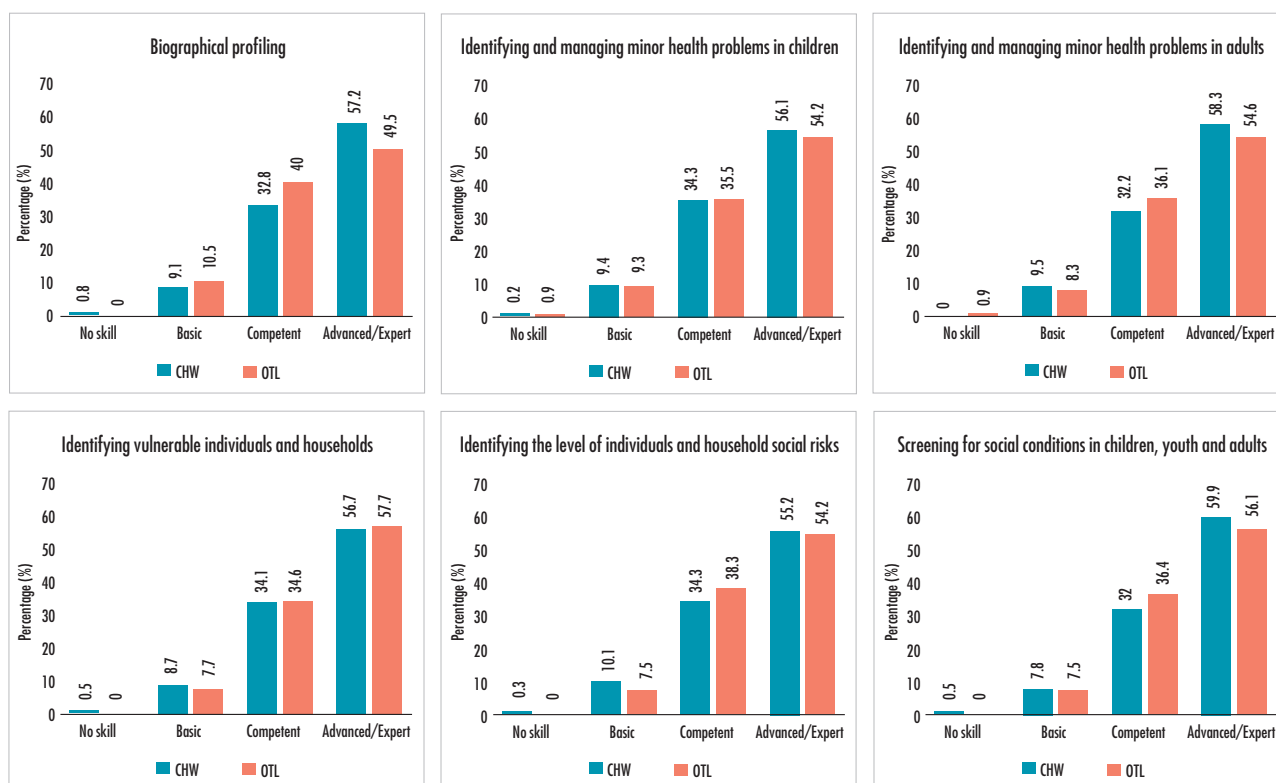 Biographical profiling
Percentage (%)
70
60
50
40
30
20
10
0
0.8
0
9.1
10.5
32.8
40
57.2
49.5
No skill
Basic
Competent
Advanced/Expert
CHW
OTL
Identifying and managing minor health problems in children
Percentage (%)
70
60
50
40
30
20
10
0
0.2
0.9
9.4
9.3
34.3
35.5
56.1
54.2
No skill
Basic
Competent
Advanced/Expert
CHW
OTL
Identifying and managing minor health problems in adults
Percentage (%)
70
60
50
40
30
20
10
0
0
0.9
9.5
8.3
32.2
36.1
58.3
54.6
No skill
Basic
Competent
Advanced/Expert
CHW
OTL
Identifying vulnerable individuals and households
Percentage (%)
70
60
50
40
30
20
10
0
0.5
0
8.7
7.7
34.1
34.6
56.7
57.7
No skill
Basic
Competent
Advanced/Expert
CHW
OTL
Identifying the level of individuals and household social risks
Percentage (%)
70
60
50
40
30
20
10
0
0.3
0
10.1
7.5
34.3
38.3
55.2
54.2
No skill
Basic
Competent
Advanced/Expert
CHW
OTL
Screening for social conditions in children, youth and adults
Percentage (%)
70
60
50
40
30
20
10
0
0.5
0
7.8
7.5
32
36.4
59.9
56.1
No skill
Basic
Competent
Advanced/Expert
CHW
OTL